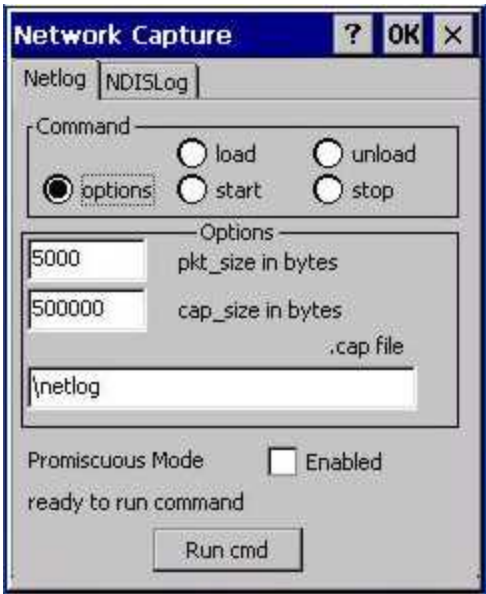 Network Capture ? OK ×
Netlog NDISLog
Command
load unload
options start stop
Options
5000 pkt_size in bytes
500000 cap_size in bytes
.cap file
\netlog
Promiscuous Mode Enabled
ready to run command
Run cmd